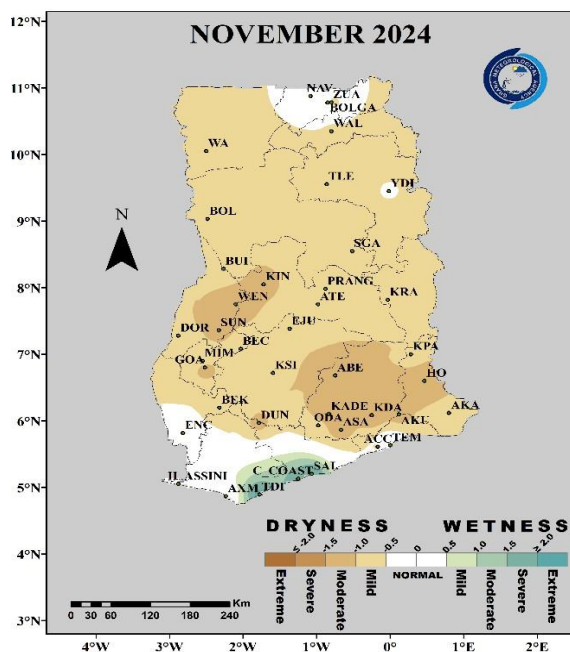 NOVEMBER 2024
GHANA METEOROLOGICAL AGENCY
12°N
11°N
10°N
9°N
8°N
7°N
6°N
5°N
4°N
3°N
N
NAV
ZUA
BOLGA
WAL
WA
TLE
YDI
BOL
SGA
BUI
KIN
PRANG
WEN
ATE
KRA
SUN
EJU
DOR
BEC
KPA
MIM
GOA
KSI
ABE
HO
BEK
KADE
KDA
AKA
DUN
ODA
ASA
AKU
ENC
ACC
TEM
C_COAST
SAL
H_ASSINI
AXM
TDI
DRYNESS WETNESS
≤ -2.0 -1.5 -1.0 -0.5 0 0.5 1.0 1.5 ≥ 2.0
Extreme Severe Moderate Mild NORMAL Mild Moderate Severe Extreme
0 30 60 120 180 240 Km
4°W 3°W 2°W 1°W 0° 1°E 2°E